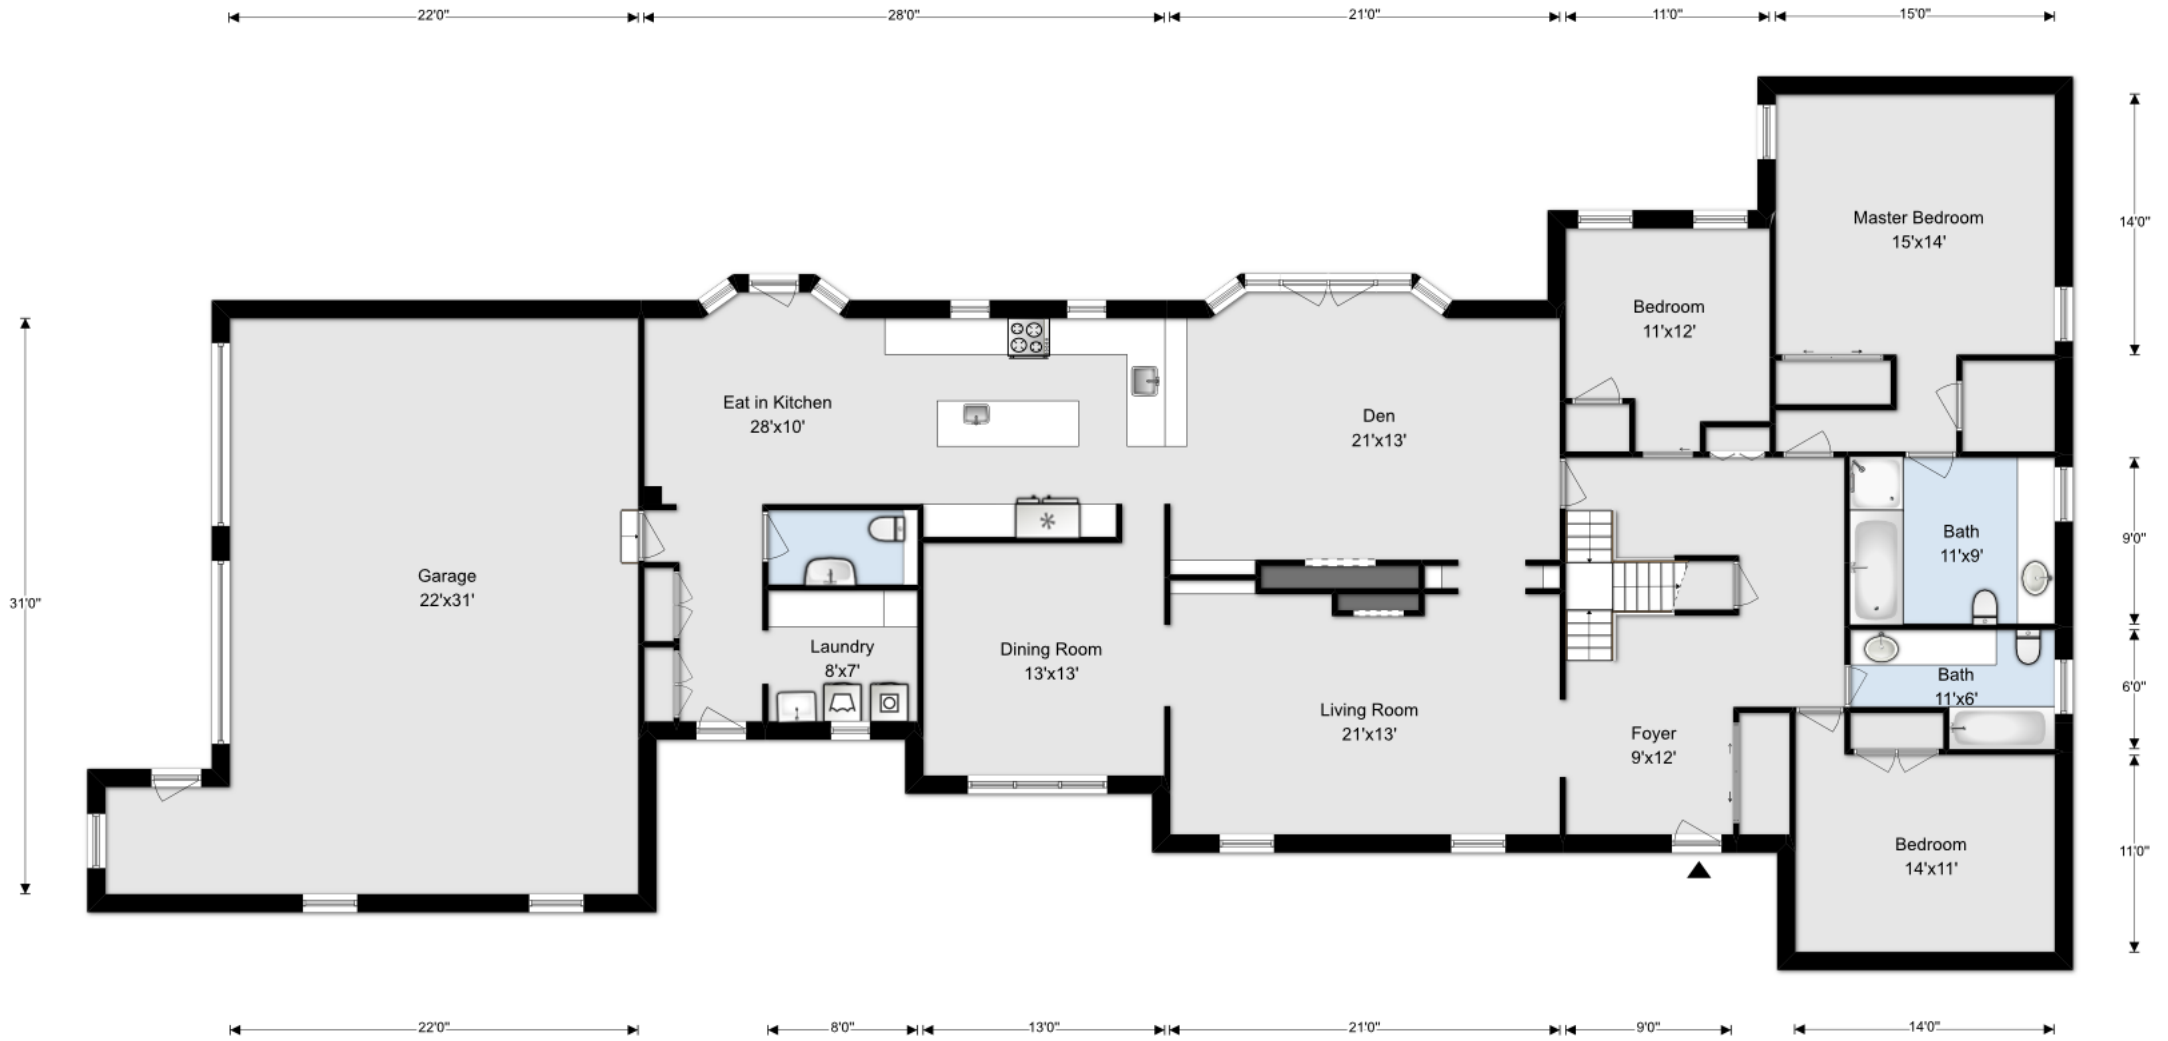 22'0"
28'0"
21'0"
11'0"
15'0"
Master Bedroom
15'x14'
14'0"
Bedroom
11'x12'
Eat in Kitchen
28'x10'
Den
21'x13'
Bath
11'x9'
9'0"
Garage
22'x31'
31'0"
Laundry
8'x7'
Dining Room
13'x13'
Bath
11'x6'
6'0"
Living Room
21'x13'
Foyer
9'x12'
Bedroom
14'x11'
11'0"
22'0"
8'0"
13'0"
21'0"
9'0"
14'0"